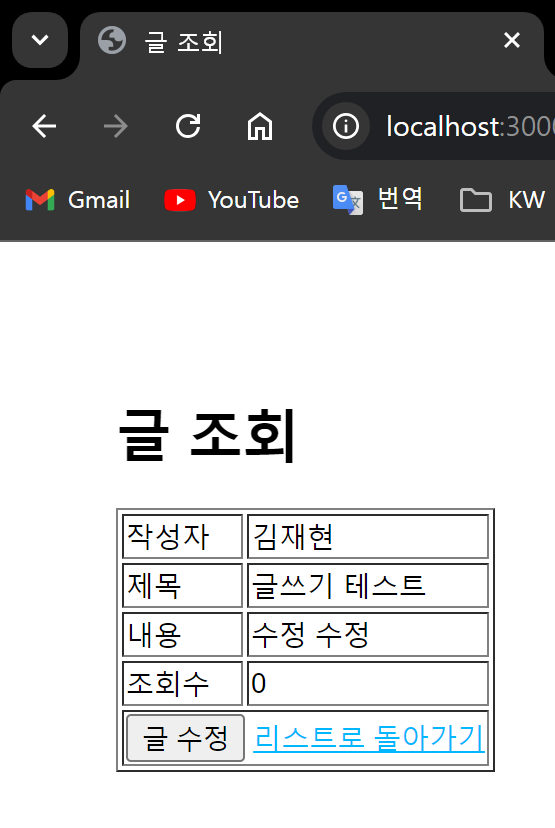 글 조회
localhost:3000
Gmail YouTube 번역 KW
글 조회
작성자 김재현
제목 글쓰기 테스트
내용 수정 수정
조회수 0
글 수정 리스트로 돌아가기